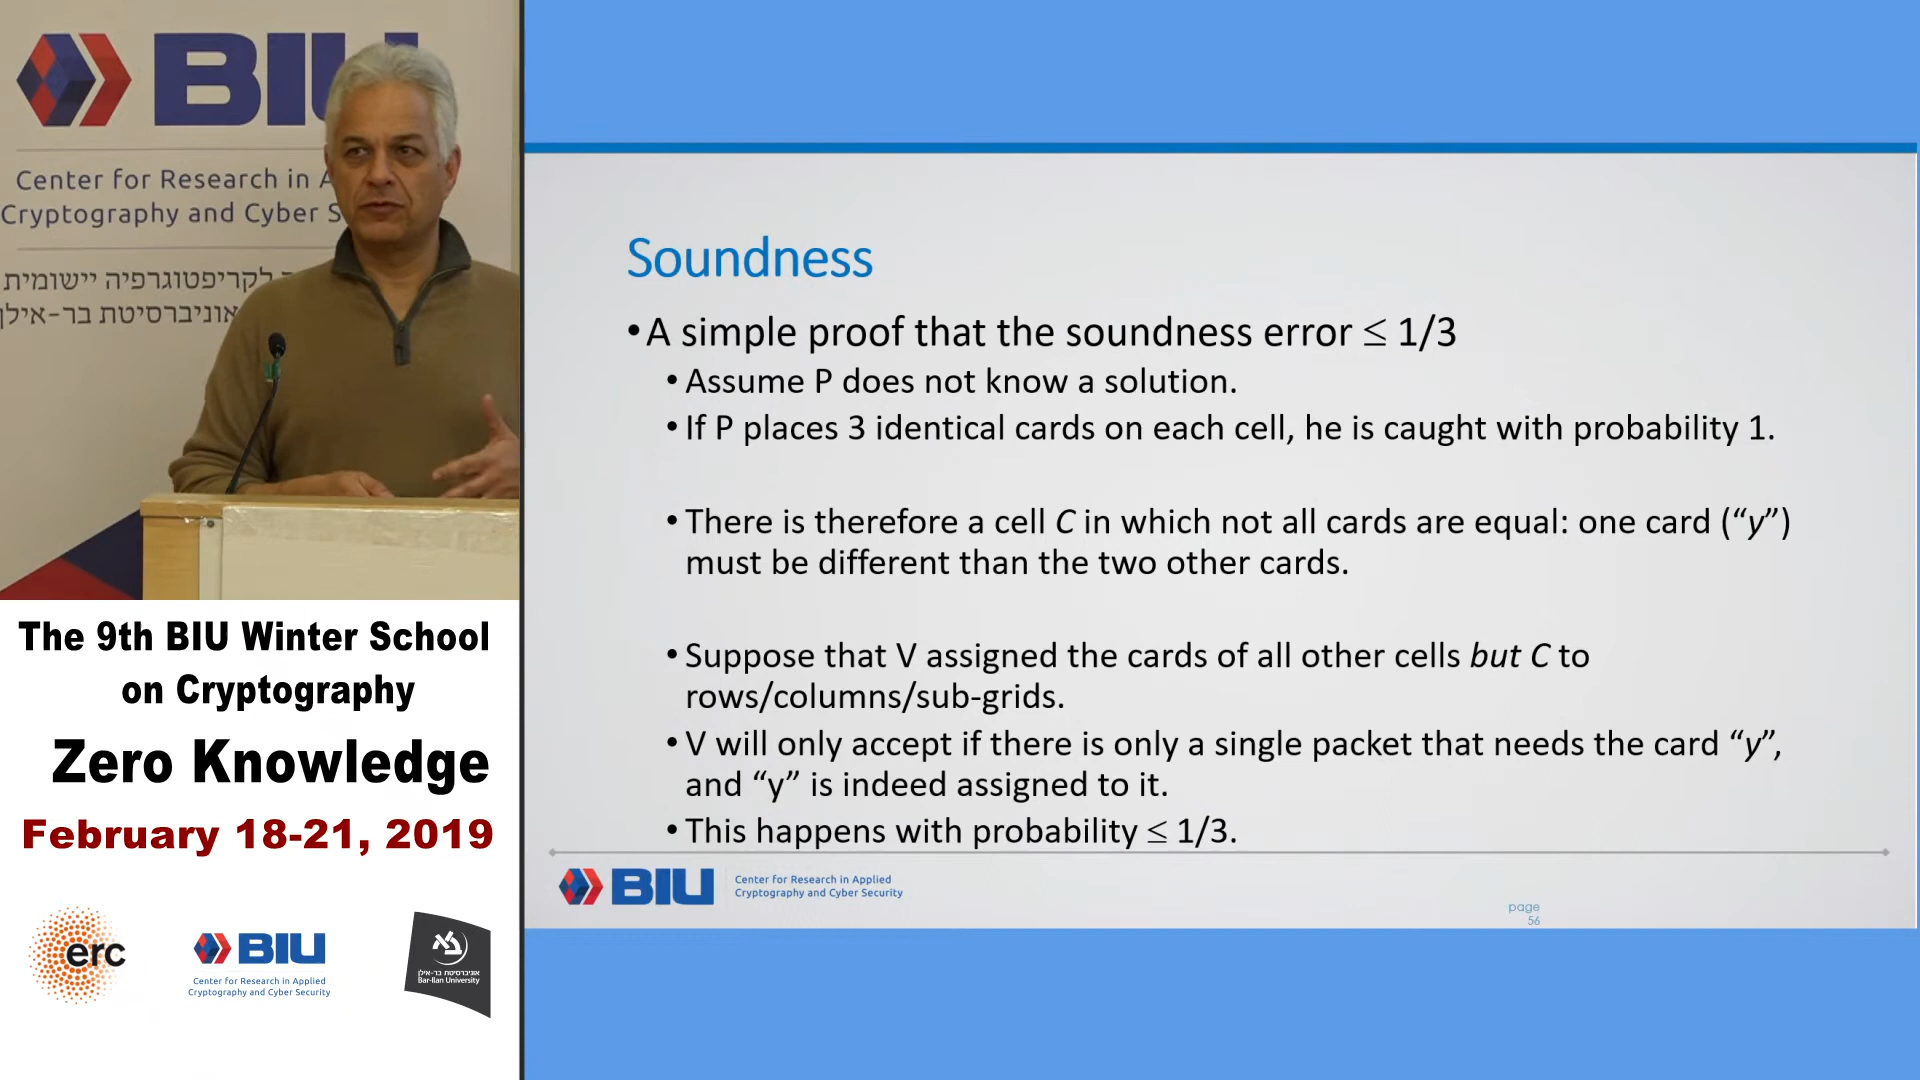 BIU
Center for Research in A
Cryptography and Cyber S
לקריפטוגרפיה יישומית
אוניברסיטת בר-אילן
The 9th BIU Winter School
on Cryptography
Zero Knowledge
February 18-21, 2019
erc
BIU
Center for Research in Applied
Cryptography and Cyber Security
אוניברסיטת בר-אילן
Bar-Ilan University
Soundness
•A simple proof that the soundness error ≤ 1/3
•Assume P does not know a solution.
•If P places 3 identical cards on each cell, he is caught with probability 1.
•There is therefore a cell C in which not all cards are equal: one card (“y”)
must be different than the two other cards.
•Suppose that V assigned the cards of all other cells but C to
rows/columns/sub-grids.
•V will only accept if there is only a single packet that needs the card “y”,
and “y” is indeed assigned to it.
•This happens with probability ≤ 1/3.
BIU
Center for Research in Applied
Cryptography and Cyber Security
page
56